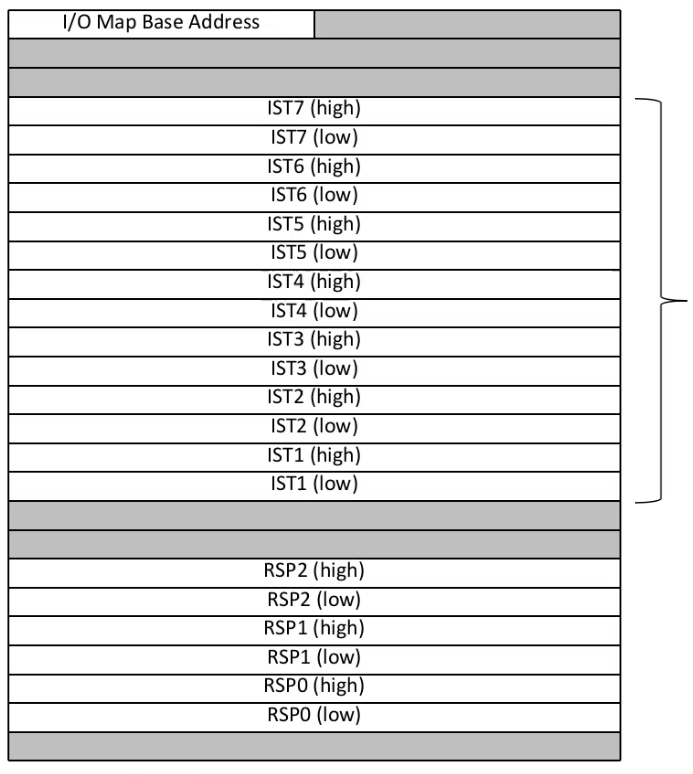 I/O Map Base Address
IST7 (high)
IST7 (low)
IST6 (high)
IST6 (low)
IST5 (high)
IST5 (low)
IST4 (high)
IST4 (low)
IST3 (high)
IST3 (low)
IST2 (high)
IST2 (low)
IST1 (high)
IST1 (low)
RSP2 (high)
RSP2 (low)
RSP1 (high)
RSP1 (low)
RSP0 (high)
RSP0 (low)